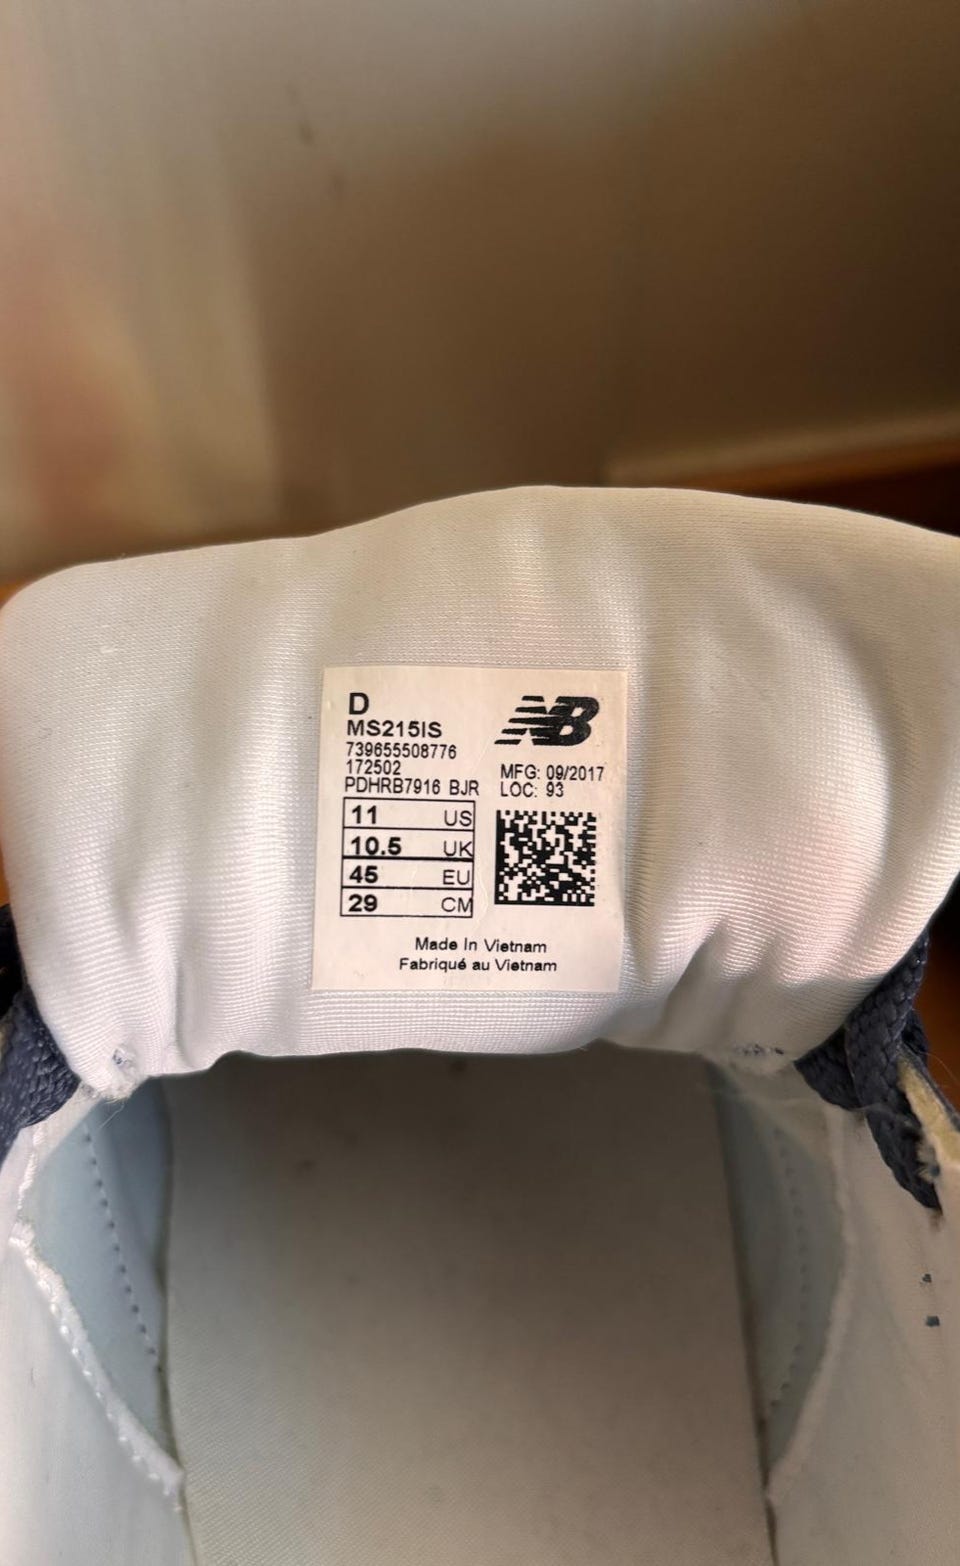 D
MS215IS
739655508776
172502
PDHRB7916 BJR
NB
MFG: 09/2017
LOC: 93
11 US
10.5 UK
45 EU
29 CM
Made In Vietnam
Fabriqué au Vietnam